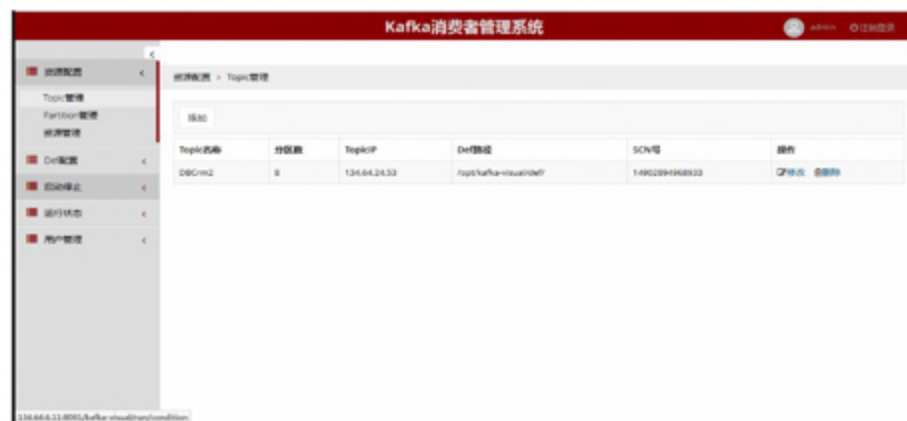 Kafka消费者管理系统
admin 注销登录
资源配置
Topic管理
Partition管理
资源管理
Def配置
启动停止
运行状态
用户管理
资源配置 > Topic管理
添加
Topic名称 分区数 TopicIP Def路径 SCN号 操作
DBCrm2 8 134.64.24.53 /opt/kafka-visual/def/ 14902894968933 修改 删除